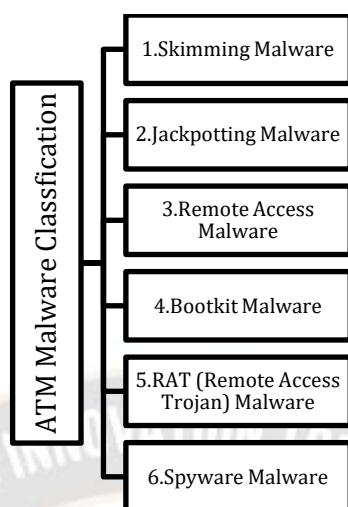 ATM Malware Classfication
1.Skimming Malware
2.Jackpotting Malware
3.Remote Access
Malware
4.Bootkit Malware
5.RAT (Remote Access
Trojan) Malware
6.Spyware Malware